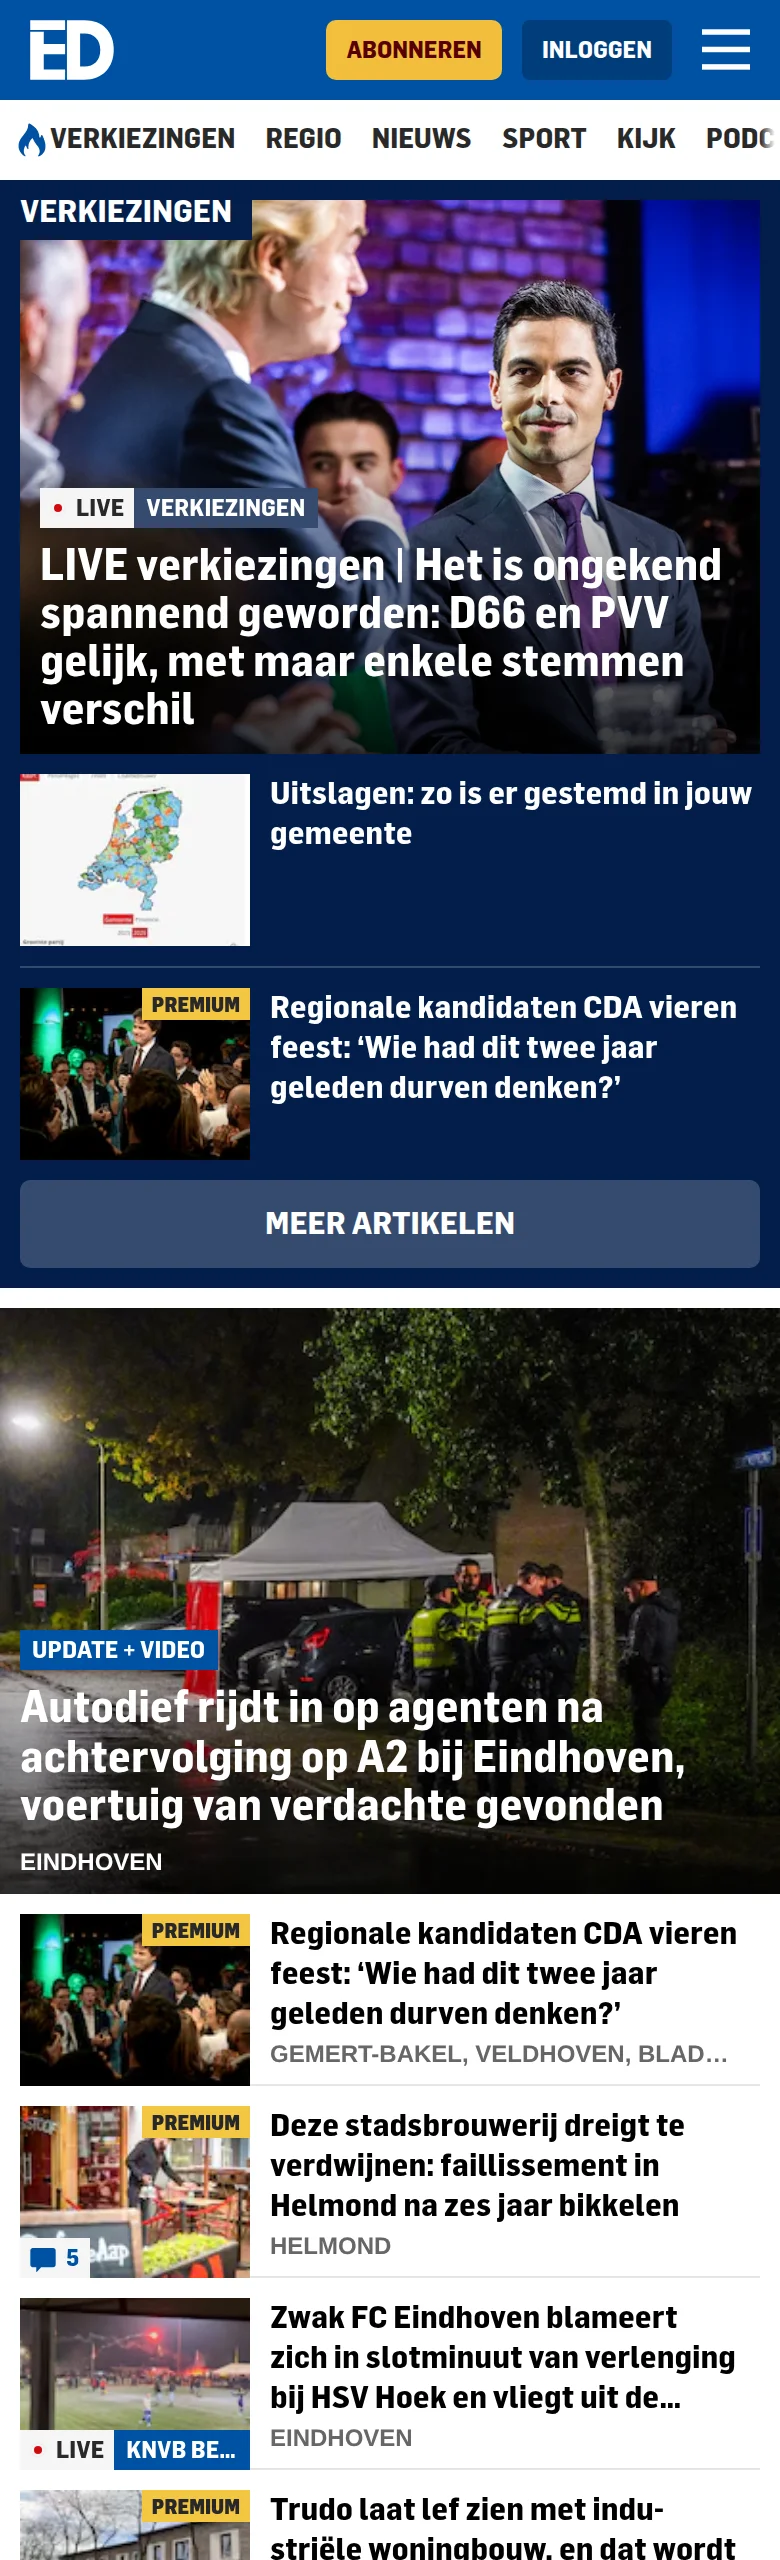 ED
ABONNEREN
INLOGGEN
VERKIEZINGEN
REGIO
NIEUWS
SPORT
KIJK
PODC
VERKIEZINGEN
LIVE
VERKIEZINGEN
LIVE verkiezingen | Het is ongekend
spannend geworden: D66 en PVV
gelijk, met maar enkele stemmen
verschil
Uitslagen: zo is er gestemd in jouw
gemeente
PREMIUM
Regionale kandidaten CDA vieren
feest: ‘Wie had dit twee jaar
geleden durven denken?’
MEER ARTIKELEN
UPDATE + VIDEO
Autodief rijdt in op agenten na
achtervolging op A2 bij Eindhoven,
voertuig van verdachte gevonden
EINDHOVEN
PREMIUM
Regionale kandidaten CDA vieren
feest: ‘Wie had dit twee jaar
geleden durven denken?’
GEMERT-BAKEL, VELDHOVEN, BLAD...
PREMIUM
5
Deze stadsbrouwerij dreigt te
verdwijnen: faillissement in
Helmond na zes jaar bikkelen
HELMOND
LIVE
KNVB BE...
Zwak FC Eindhoven blameert
zich in slotminuut van verlenging
bij HSV Hoek en vliegt uit de...
EINDHOVEN
PREMIUM
Trudo laat lef zien met indu-
striële woningbouw, en dat wordt